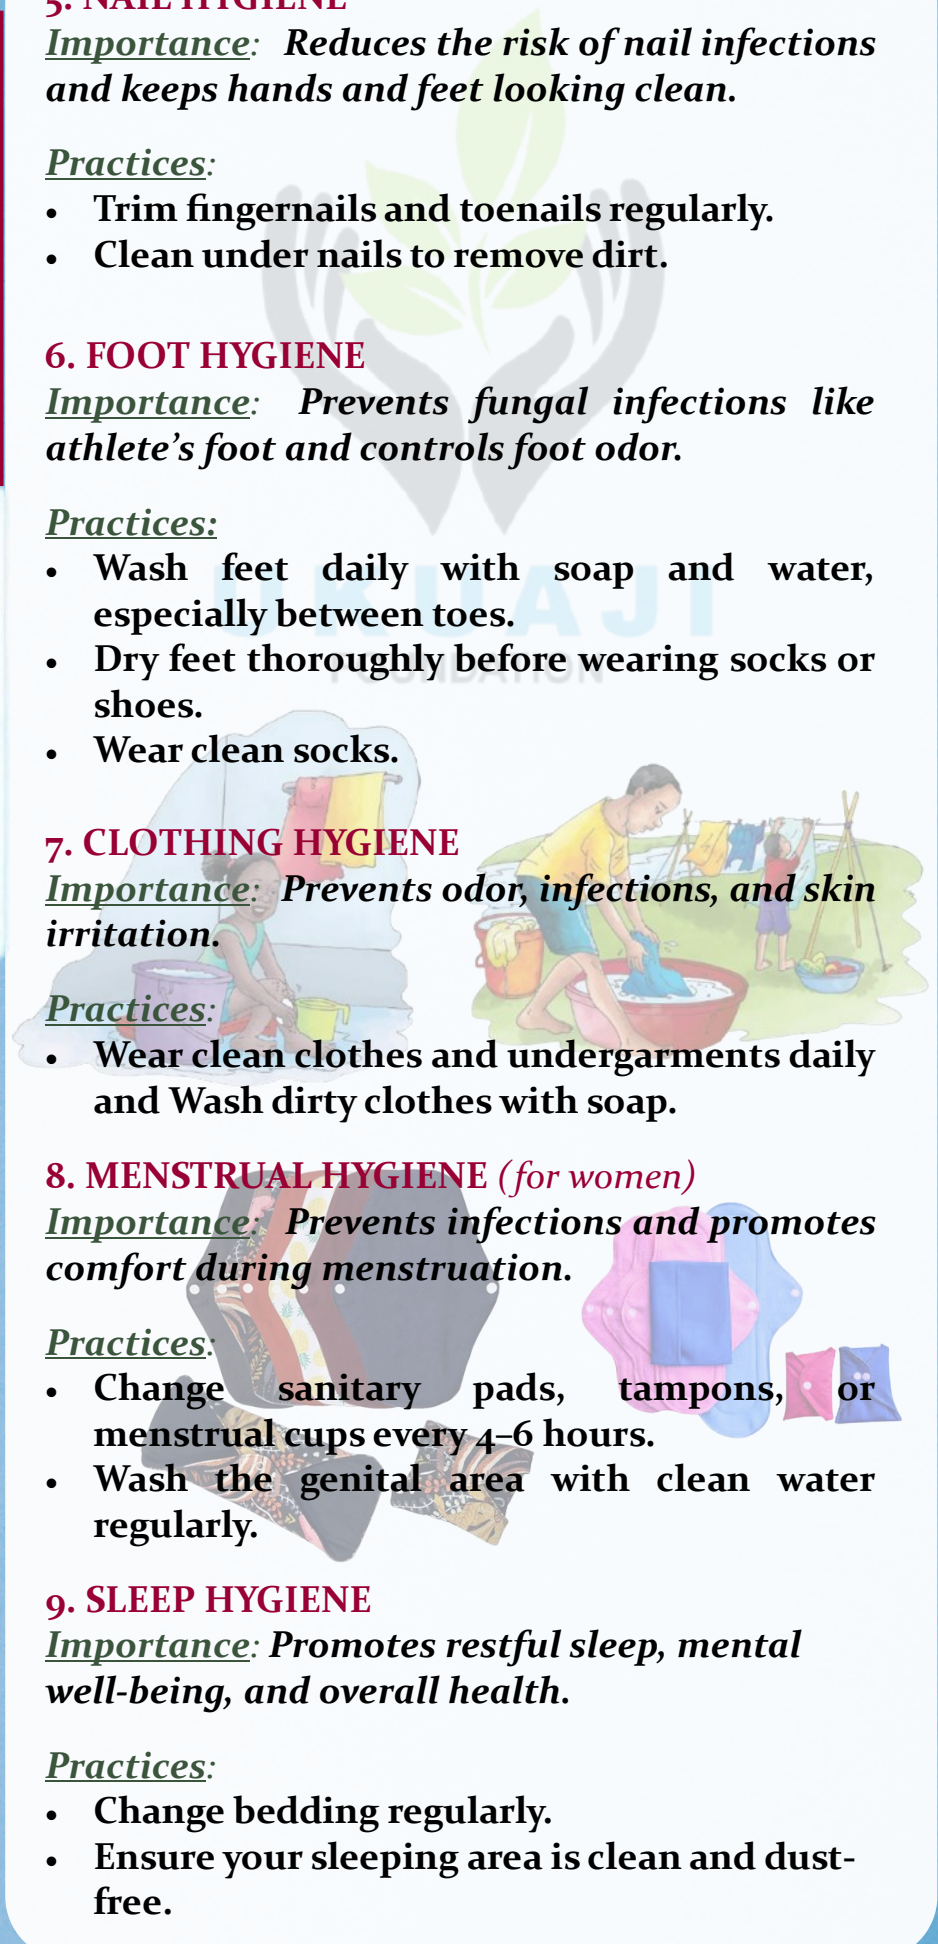 5. NAIL HYGIENE
Importance: Reduces the risk of nail infections
and keeps hands and feet looking clean.
Practices:
• Trim fingernails and toenails regularly.
• Clean under nails to remove dirt.
6. FOOT HYGIENE
Importance: Prevents fungal infections like
athlete's foot and controls foot odor.
Practices:
• Wash feet daily with soap and water,
especially between toes.
• Dry feet thoroughly before wearing socks or
shoes.
• Wear clean socks.
UKUAJI
FOUNDATION
7. CLOTHING HYGIENE
Importance: Prevents odor, infections, and skin
irritation.
Practices:
• Wear clean clothes and undergarments daily
and Wash dirty clothes with soap.
8. MENSTRUAL HYGIENE (for women)
Importance: Prevents infections and promotes
comfort during menstruation.
Practices:
• Change sanitary pads, tampons, or
menstrual cups every 4–6 hours.
• Wash the genital area with clean water
regularly.
9. SLEEP HYGIENE
Importance: Promotes restful sleep, mental
well-being, and overall health.
Practices:
• Change bedding regularly.
• Ensure your sleeping area is clean and dust-
free.